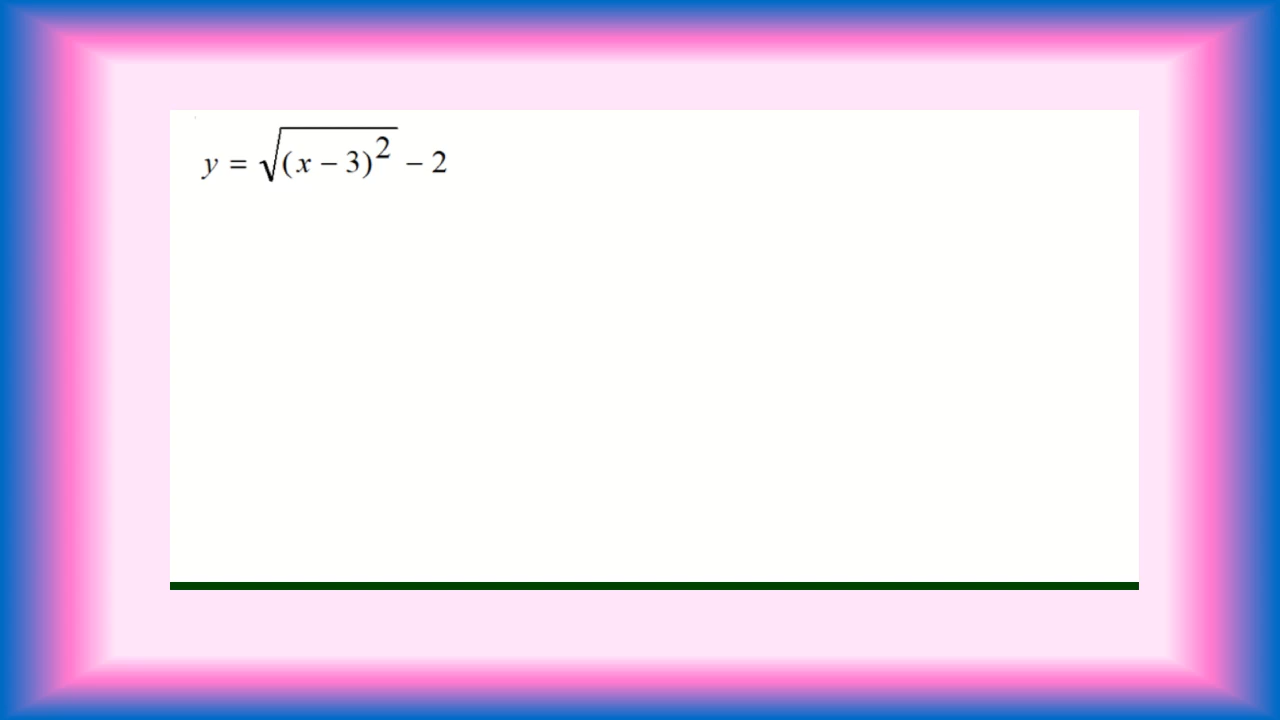 y = √(x − 3)² − 2